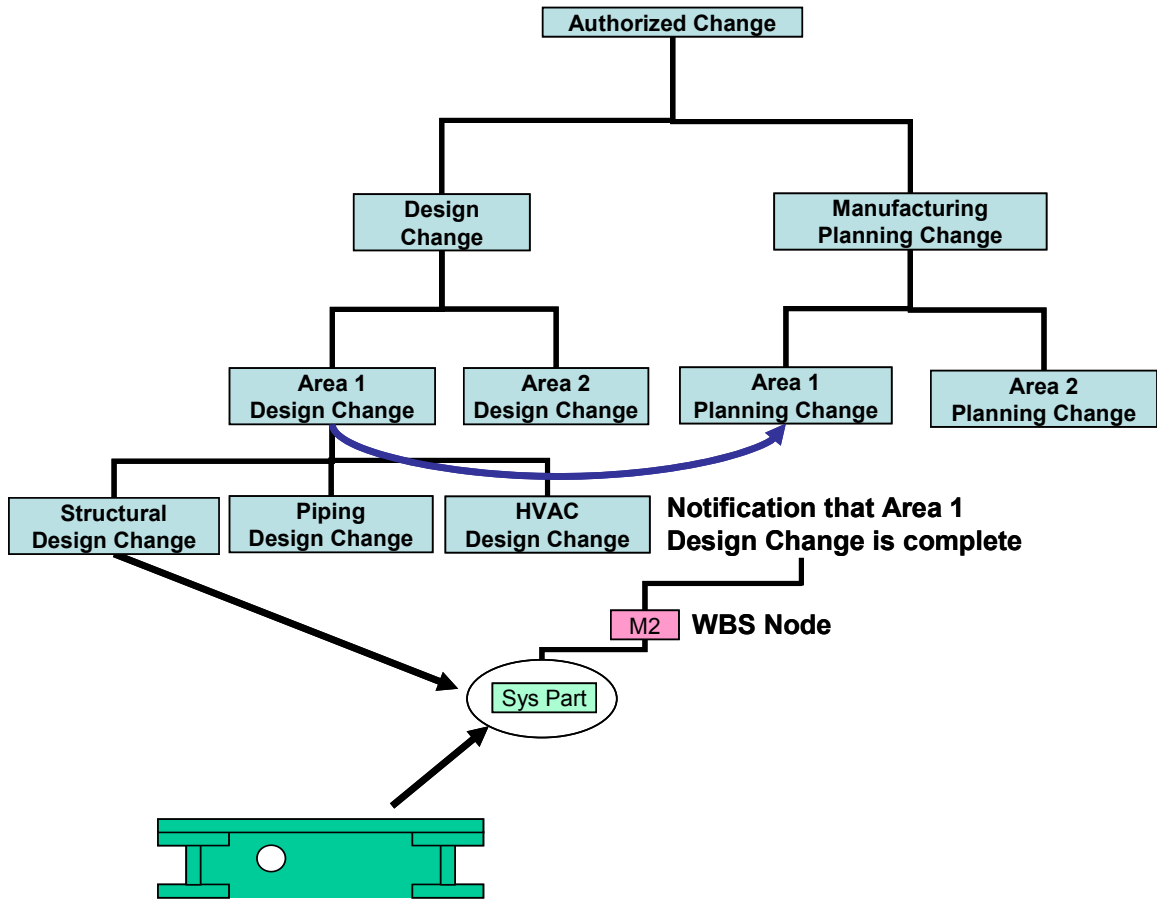 Authorized Change
Design
Change
Manufacturing
Planning Change
Area 1
Design Change
Area 2
Design Change
Area 1
Planning Change
Area 2
Planning Change
Structural
Design Change
Piping
Design Change
HVAC
Design Change
Notification that Area 1
Design Change is complete
M2
WBS Node
Sys Part